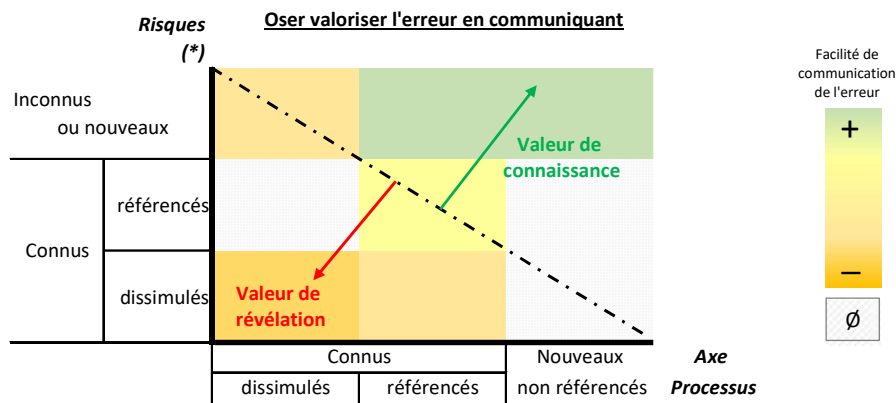 Oser valoriser l'erreur en communiquant
Risques
(*)
Inconnus
ou nouveaux
Connus
référencés
dissimulés
Valeur de
connaissance
Valeur de
révélation
Connus
Nouveaux
Axe
dissimulés
référencés
non référencés
Processus
Facilité de
communication
de l'erreur
+
−
Ø